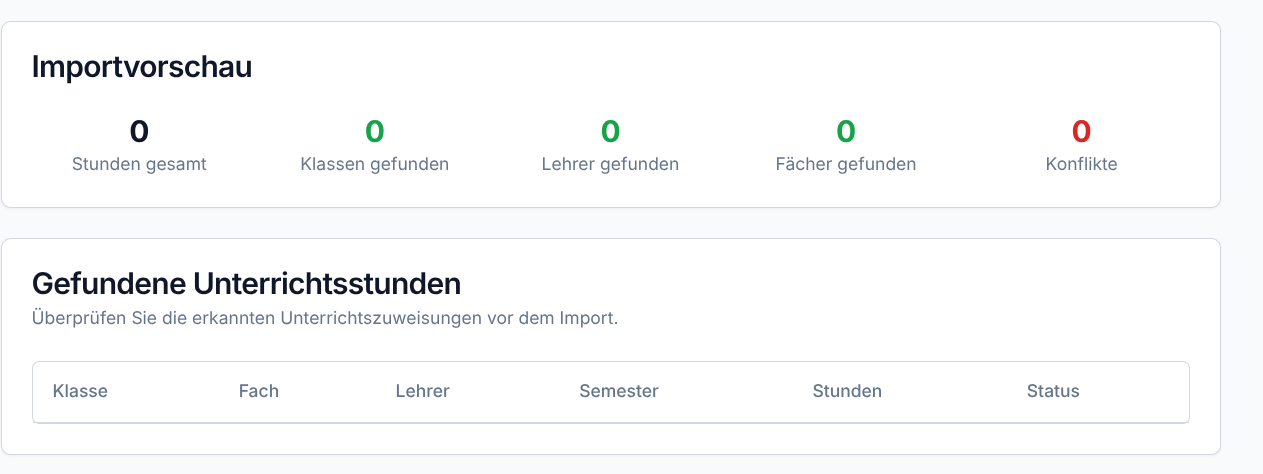 Importvorschau
0 0 0 0 0
Stunden gesamt Klassen gefunden Lehrer gefunden Fächer gefunden Konflikte
Gefundene Unterrichtsstunden
Überprüfen Sie die erkannten Unterrichtszuweisungen vor dem Import.
Klasse Fach Lehrer Semester Stunden Status